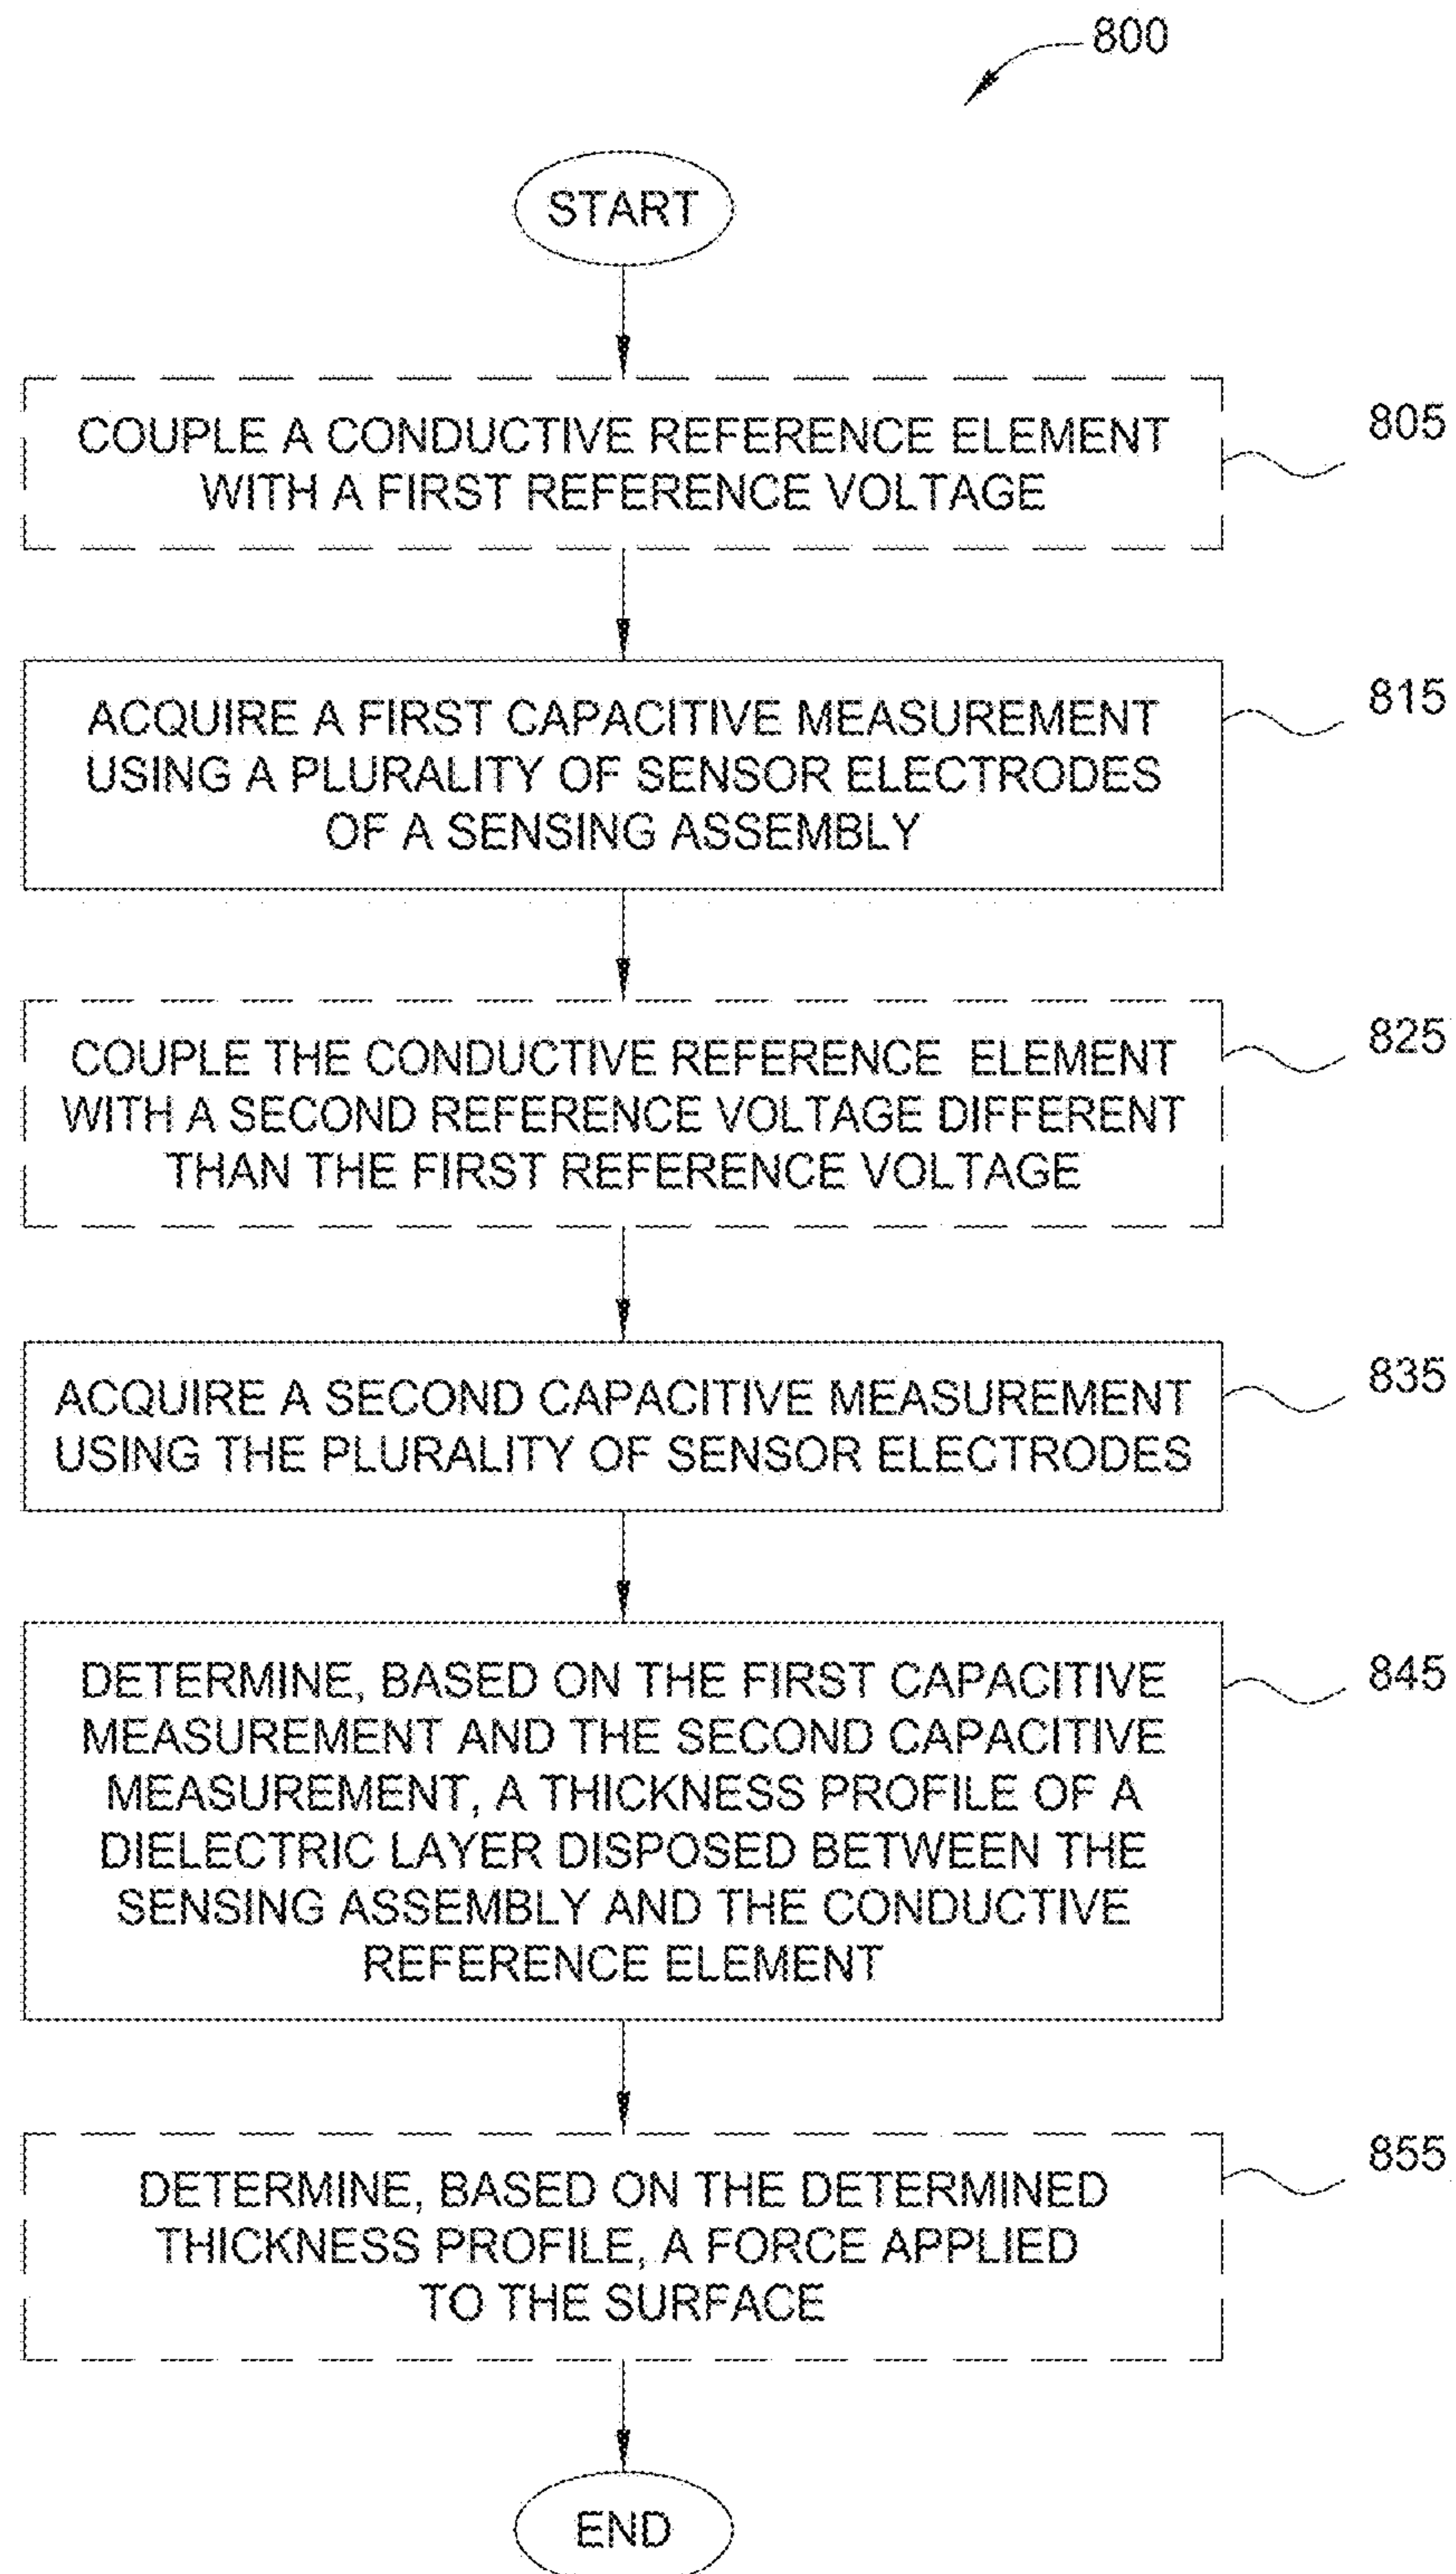 800
START
COUPLE A CONDUCTIVE REFERENCE ELEMENT
WITH A FIRST REFERENCE VOLTAGE
805
ACQUIRE A FIRST CAPACITIVE MEASUREMENT
USING A PLURALITY OF SENSOR ELECTRODES
OF A SENSING ASSEMBLY
815
COUPLE THE CONDUCTIVE REFERENCE ELEMENT
WITH A SECOND REFERENCE VOLTAGE DIFFERENT
THAN THE FIRST REFERENCE VOLTAGE
825
ACQUIRE A SECOND CAPACITIVE MEASUREMENT
USING THE PLURALITY OF SENSOR ELECTRODES
835
DETERMINE, BASED ON THE FIRST CAPACITIVE
MEASUREMENT AND THE SECOND CAPACITIVE
MEASUREMENT, A THICKNESS PROFILE OF A
DIELECTRIC LAYER DISPOSED BETWEEN THE
SENSING ASSEMBLY AND THE CONDUCTIVE
REFERENCE ELEMENT
845
DETERMINE, BASED ON THE DETERMINED
THICKNESS PROFILE, A FORCE APPLIED
TO THE SURFACE
855
END